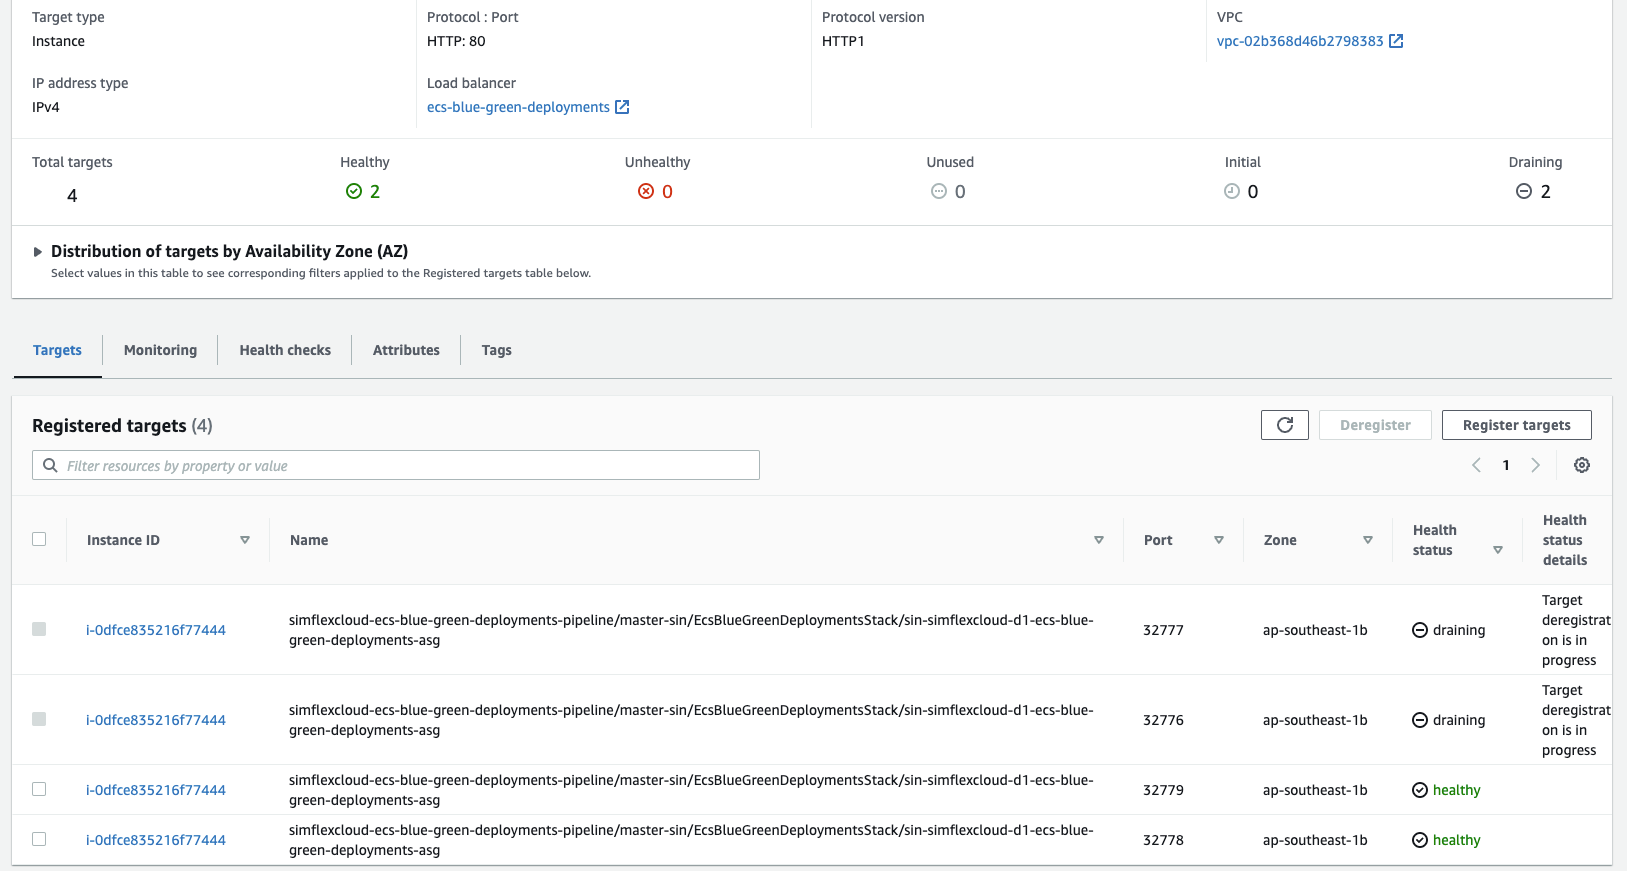 Target type
Instance
Protocol : Port
HTTP: 80
Protocol version
HTTP1
VPC
vpc-02b368d46b2798383
IP address type
IPv4
Load balancer
ecs-blue-green-deployments
Total targets
4
Healthy
2
Unhealthy
0
Unused
0
Initial
0
Draining
2
Distribution of targets by Availability Zone (AZ)
Select values in this table to see corresponding filters applied to the Registered targets table below.
Targets
Monitoring
Health checks
Attributes
Tags
Registered targets (4)
Deregister
Register targets
Filter resources by property or value
1
Instance ID
Name
Port
Zone
Health
status
Health
status
details
i-0dfce835216f77444
simflexcloud-ecs-blue-green-deployments-pipeline/master-sin/EcsBlueGreenDeploymentsStack/sin-simflexcloud-d1-ecs-blue-
green-deployments-asg
32777
ap-southeast-1b
draining
Target
deregistrat
on is in
progress
i-0dfce835216f77444
simflexcloud-ecs-blue-green-deployments-pipeline/master-sin/EcsBlueGreenDeploymentsStack/sin-simflexcloud-d1-ecs-blue-
green-deployments-asg
32776
ap-southeast-1b
draining
Target
deregistrat
on is in
progress
i-0dfce835216f77444
simflexcloud-ecs-blue-green-deployments-pipeline/master-sin/EcsBlueGreenDeploymentsStack/sin-simflexcloud-d1-ecs-blue-
green-deployments-asg
32779
ap-southeast-1b
healthy
i-0dfce835216f77444
simflexcloud-ecs-blue-green-deployments-pipeline/master-sin/EcsBlueGreenDeploymentsStack/sin-simflexcloud-d1-ecs-blue-
green-deployments-asg
32778
ap-southeast-1b
healthy